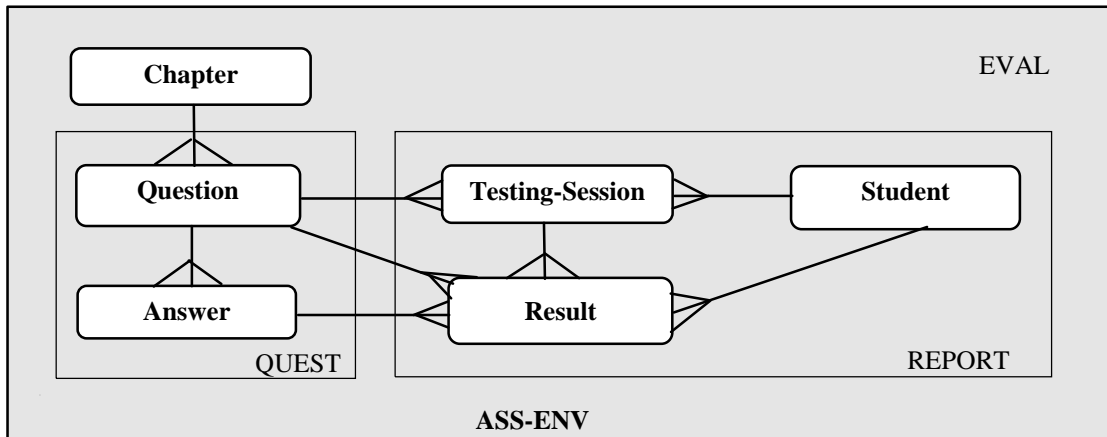 Chapter
EVAL
Question
Testing-Session
Student
Answer
Result
QUEST
REPORT
ASS-ENV